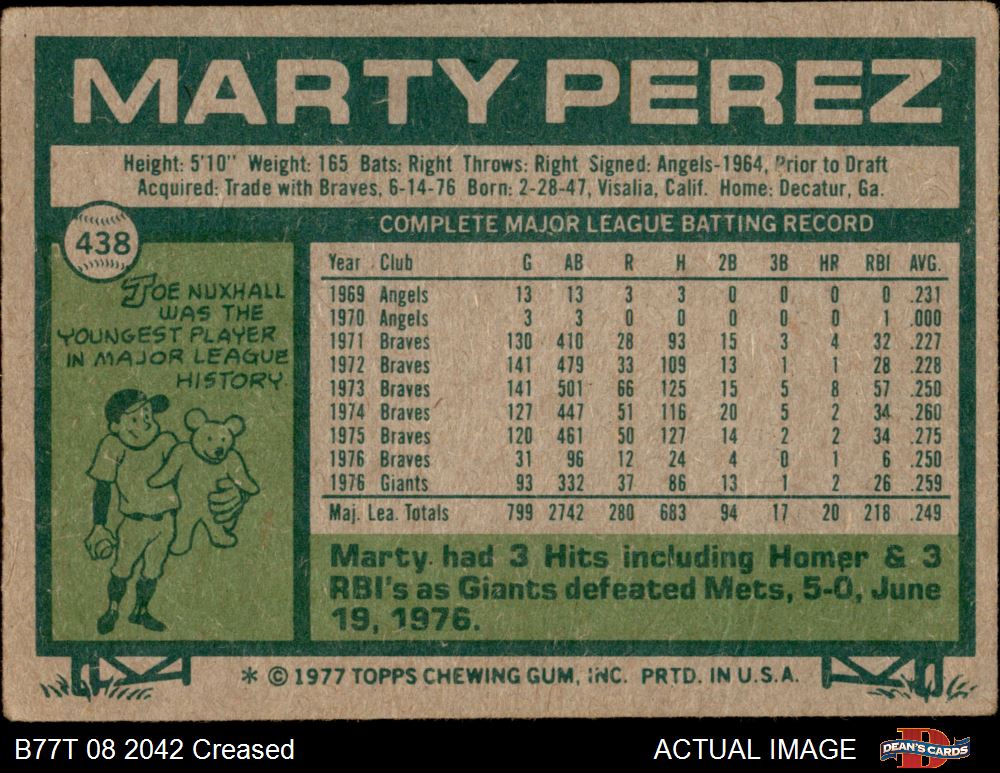 MARTY PEREZ
Height: 5'10" Weight: 165 Bats: Right Throws: Right Signed: Angels-1964, Prior to Draft
Acquired: Trade with Braves, 6-14-76 Born: 2-28-47, Visalia, Calif. Home: Decatur, Ga.
438
COMPLETE MAJOR LEAGUE BATTING RECORD
JOE NUXHALL
WAS THE
YOUNGEST PLAYER
IN MAJOR LEAGUE
HISTORY.
Year Club G AB R H 2B 3B HR RBI AVG.
1969 Angels 13 13 3 3 0 0 0 0 .231
1970 Angels 3 3 0 0 0 0 0 1 .000
1971 Braves 130 410 28 93 15 3 4 32 .227
1972 Braves 141 479 33 109 13 1 1 28 .228
1973 Braves 141 501 66 125 15 5 8 57 .250
1974 Braves 127 447 51 116 20 5 2 34 .260
1975 Braves 120 461 50 127 14 2 2 34 .275
1976 Braves 31 96 12 24 4 0 1 6 .250
1976 Giants 93 332 37 86 13 1 2 26 .259
Maj. Lea. Totals 799 2742 280 683 94 17 20 218 .249
Marty had 3 Hits including Homer & 3
RBI's as Giants defeated Mets, 5-0, June
19, 1976.
* © 1977 TOPPS CHEWING GUM, INC. PRTD. IN U.S.A.
B77T 08 2042 Creased
ACTUAL IMAGE
DEAN'S CARDS